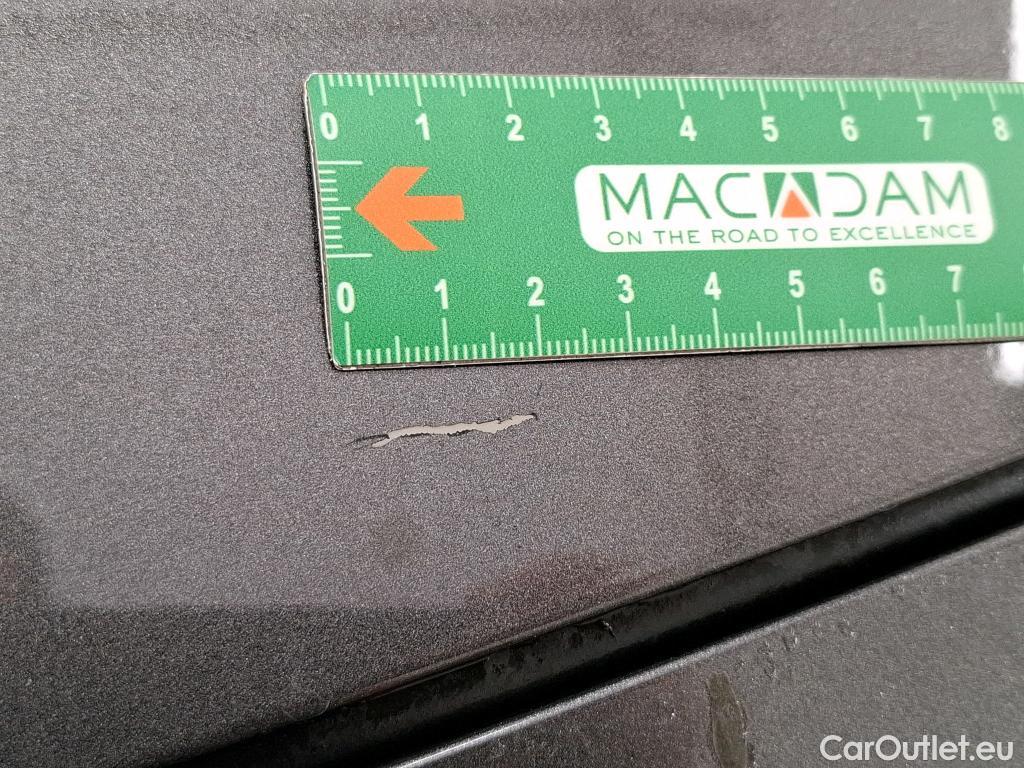 0 1 2 3 4 5 6 7 8
MACADAM
ON THE ROAD TO EXCELLENCE
0 1 2 3 4 5 6 7
CarOutlet.eu